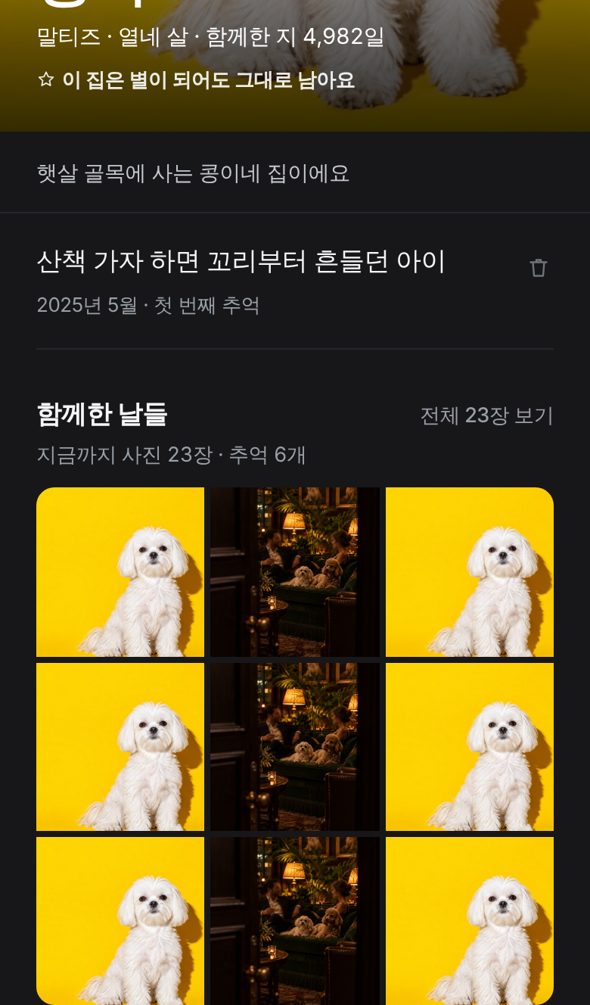 말티즈 · 열네 살 · 함께한 지 4,982일
이 집은 별이 되어도 그대로 남아요
햇살 골목에 사는 콩이네 집이에요
산책 가자 하면 꼬리부터 흔들던 아이
2025년 5월 · 첫 번째 추억
함께한 날들
전체 23장 보기
지금까지 사진 23장 · 추억 6개